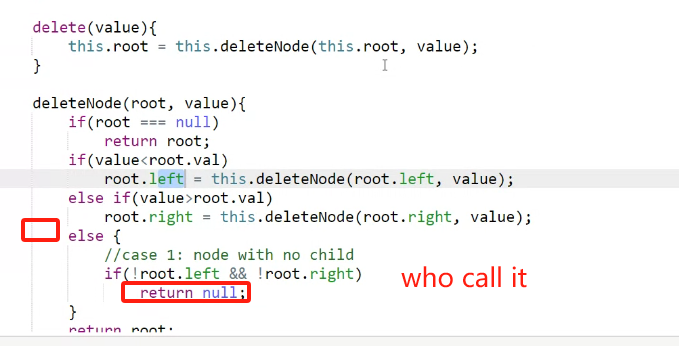 delete(value){
this.root = this.deleteNode(this.root, value);
}
deleteNode(root, value){
if(root === null)
return root;
if(value<root.val)
root.left = this.deleteNode(root.left, value);
else if(value>root.val)
root.right = this.deleteNode(root.right, value);
else {
//case 1: node with no child
if(!root.left && !root.right)
return null;
who call it
}
return root;